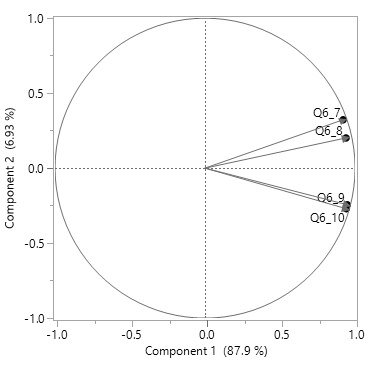 1.0
0.5
0.0
-0.5
-1.0
Component 2 (6.93 %)
Q6_7
Q6_8
Q6_9
Q6_10
-1.0 -0.5 0.0 0.5 1.0
Component 1 (87.9 %)